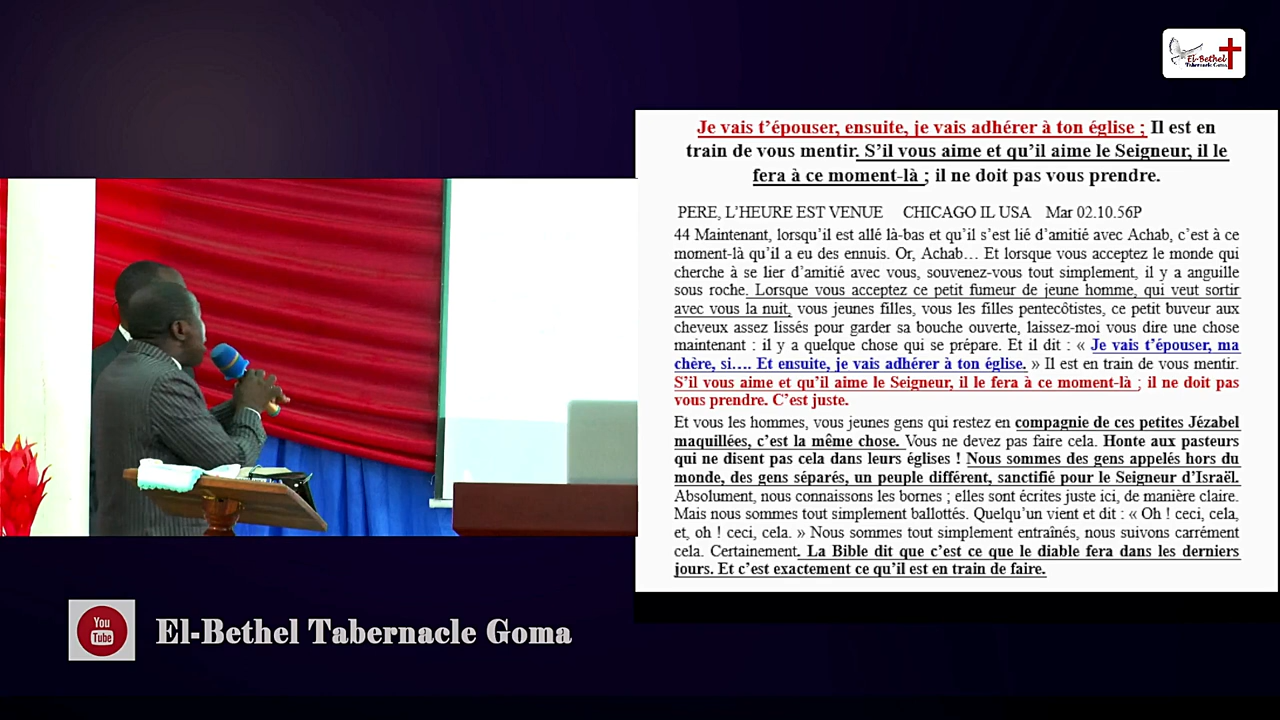 El-Bethel
Tabernacle Goma
Je vais t’épouser, ensuite, je vais adhérer à ton église ; Il est en
train de vous mentir. S’il vous aime et qu’il aime le Seigneur, il le
fera à ce moment-là ; il ne doit pas vous prendre.
PERE, L’HEURE EST VENUE CHICAGO IL USA Mar 02.10.56P
44 Maintenant, lorsqu’il est allé là-bas et qu’il s’est lié d’amitié avec Achab, c’est à ce
moment-là qu’il a eu des ennuis. Or, Achab… Et lorsque vous acceptez le monde qui
cherche à se lier d’amitié avec vous, souvenez-vous tout simplement, il y a anguille
sous roche. Lorsque vous acceptez ce petit fumeur de jeune homme, qui veut sortir
avec vous la nuit, vous jeunes filles, vous les filles pentecôtistes, ce petit buveur aux
cheveux assez lissés pour garder sa bouche ouverte, laissez-moi vous dire une chose
maintenant : il y a quelque chose qui se prépare. Et il dit : « Je vais t’épouser, ma
chère, si…. Et ensuite, je vais adhérer à ton église. » Il est en train de vous mentir.
S’il vous aime et qu’il aime le Seigneur, il le fera à ce moment-là ; il ne doit pas
vous prendre. C’est juste.
Et vous les hommes, vous jeunes gens qui restez en compagnie de ces petites Jézabel
maquillées, c’est la même chose. Vous ne devez pas faire cela. Honte aux pasteurs
qui ne disent pas cela dans leurs églises ! Nous sommes des gens appelés hors du
monde, des gens séparés, un peuple différent, sanctifié pour le Seigneur d’Israël.
Absolument, nous connaissons les bornes ; elles sont écrites juste ici, de manière claire.
Mais nous sommes tout simplement ballottés. Quelqu’un vient et dit : « Oh ! ceci, cela,
et, oh ! ceci, cela. » Nous sommes tout simplement entraînés, nous suivons carrément
cela. Certainement. La Bible dit que c’est ce que le diable fera dans les derniers
jours. Et c’est exactement ce qu’il est en train de faire.
You
Tube
El-Bethel Tabernacle Goma